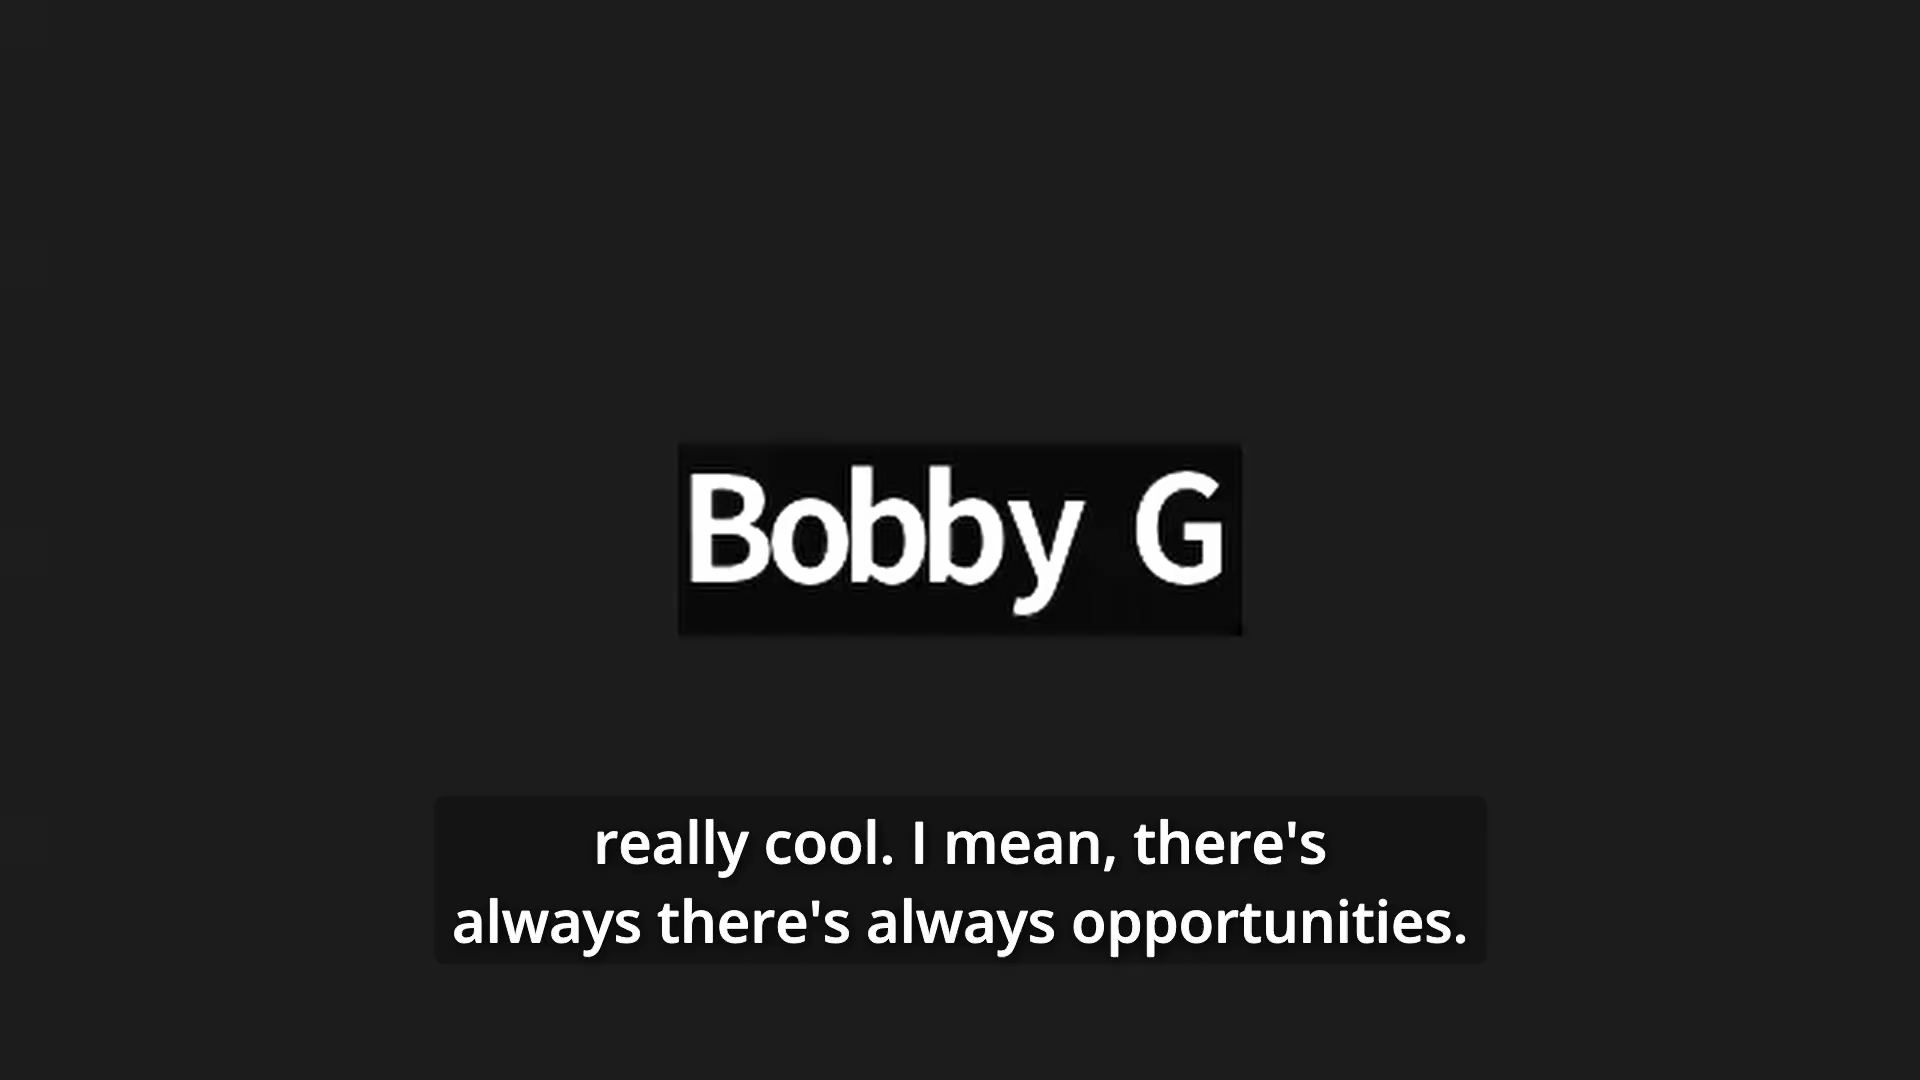 Bobby G
really cool. I mean, there's
always there's always opportunities.